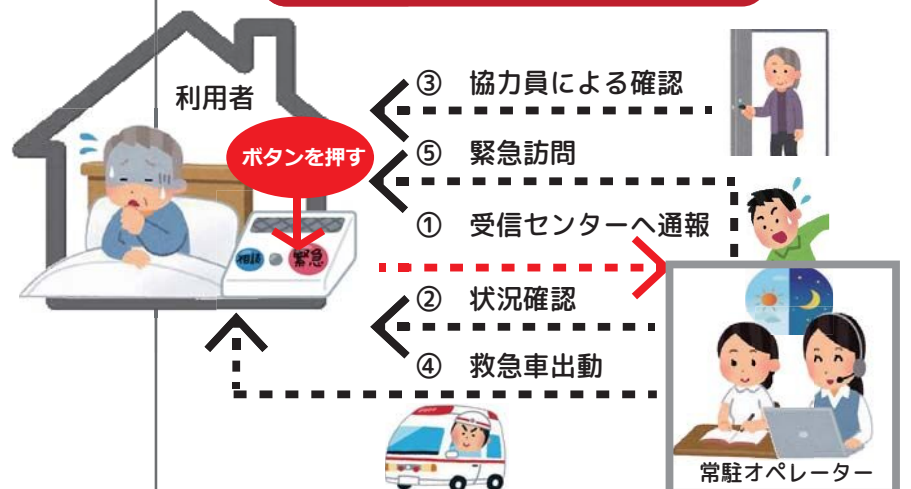 利用者
ボタンを押す
相談
緊急
③ 協力員による確認
⑤ 緊急訪問
① 受信センターへ通報
② 状況確認
④ 救急車出動
常駐オペレーター